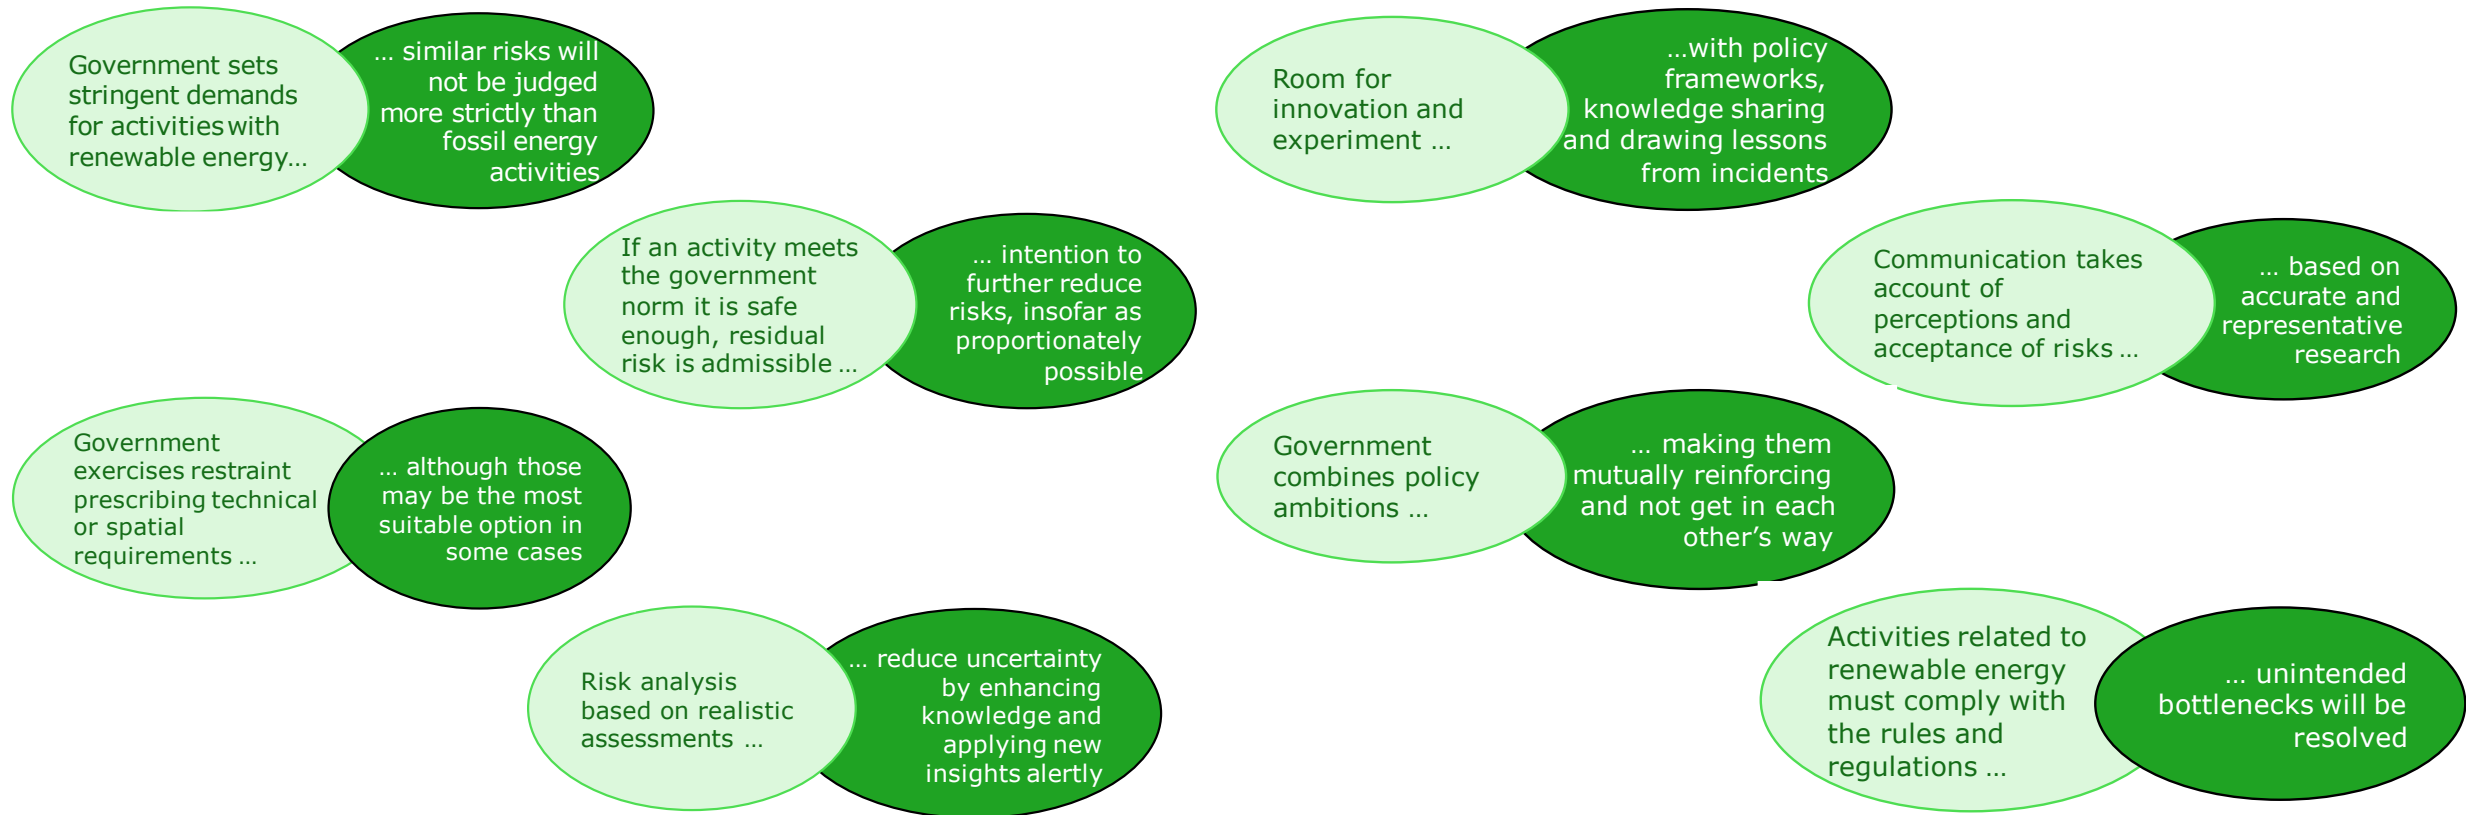 Government sets
stringent demands
for activities with
renewable energy...
... similar risks will
not be judged
more strictly than
fossil energy
activities
If an activity meets
the government
norm it is safe
enough, residual
risk is admissible ...
... intention to
further reduce
risks, insofar as
proportionately
possible
Government
exercises restraint
prescribing technical
or spatial
requirements ...
... although those
may be the most
suitable option in
some cases
Risk analysis
based on realistic
assessments ...
... reduce uncertainty
by enhancing
knowledge and
applying new
insights alertly
Room for
innovation and
experiment ...
...with policy
frameworks,
knowledge sharing
and drawing lessons
from incidents
Communication takes
account of
perceptions and
acceptance of risks ...
... based on
accurate and
representative
research
Government
combines policy
ambitions ...
... making them
mutually reinforcing
and not get in each
other’s way
Activities related to
renewable energy
must comply with
the rules and
regulations ...
... unintended
bottlenecks will be
resolved